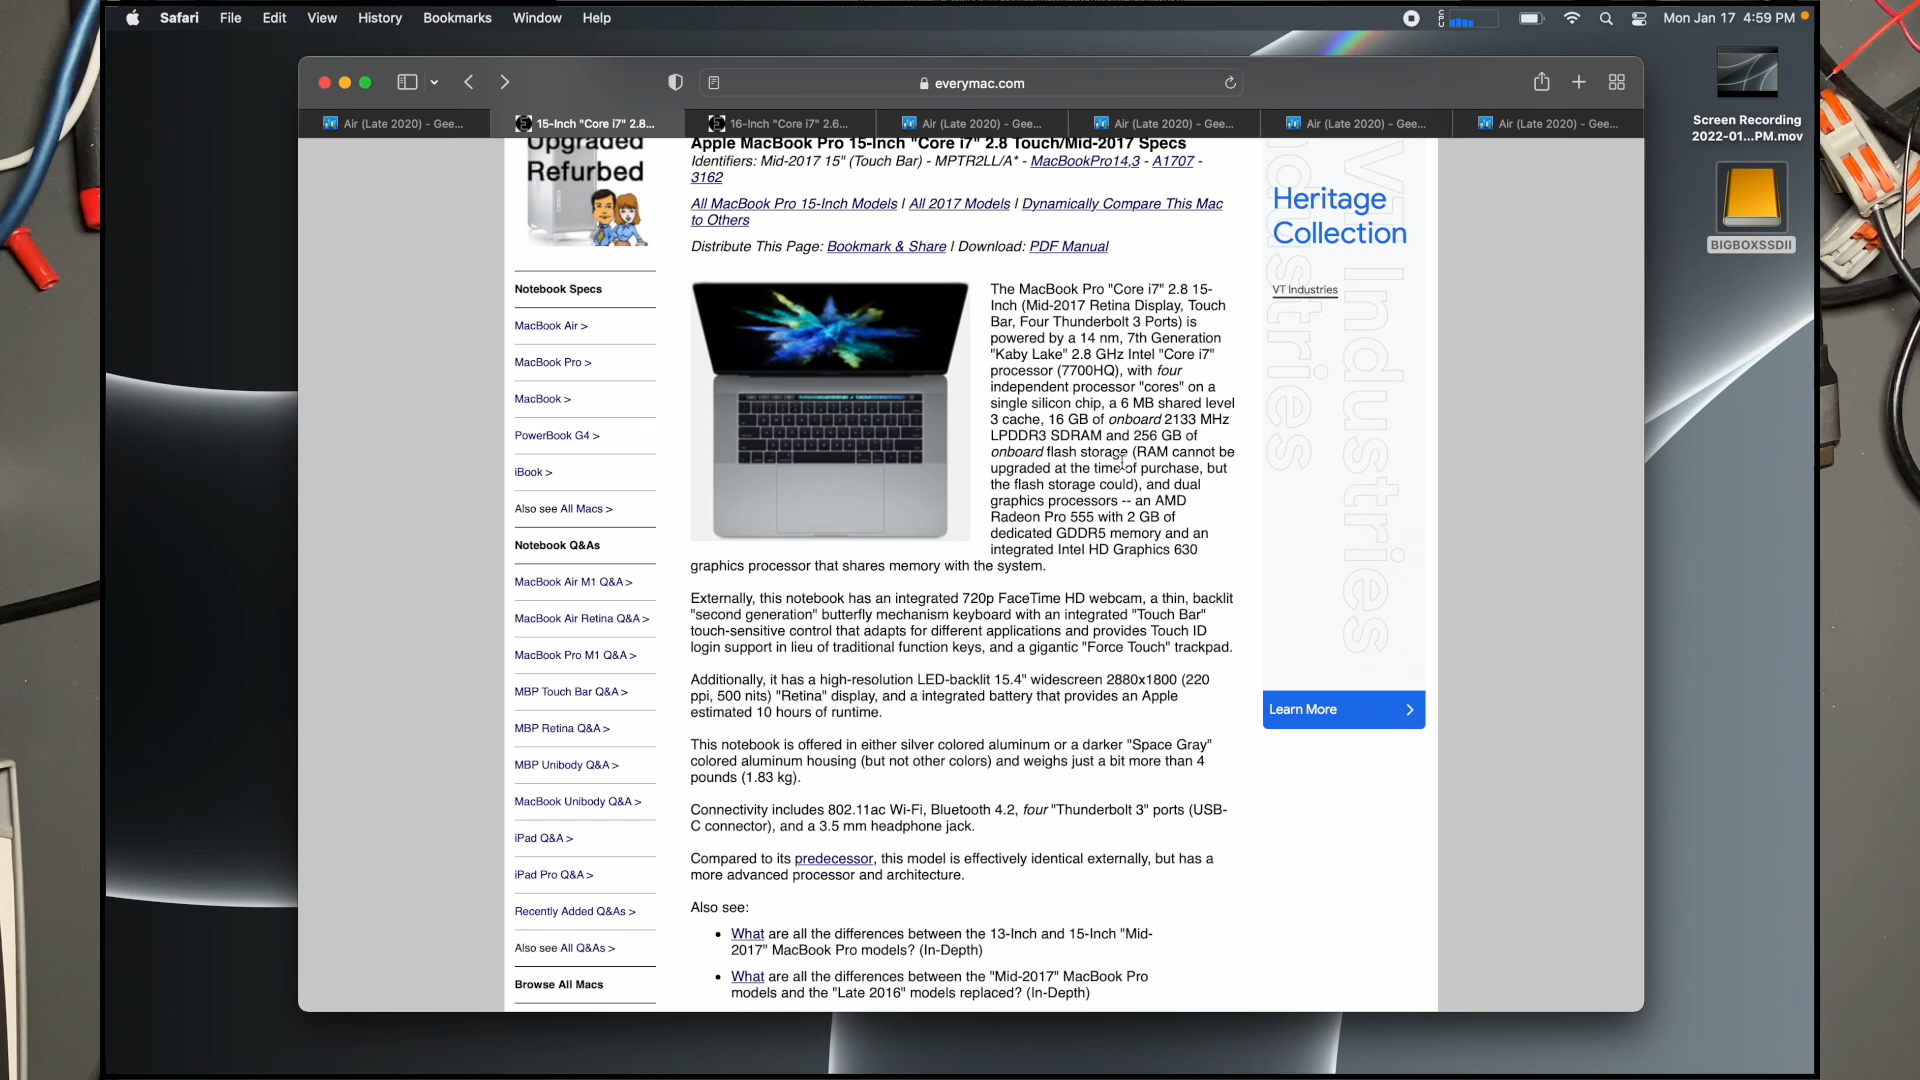 Safari File Edit View History Bookmarks Window Help
CPU
Mon Jan 17 4:59 PM
everymac.com
Air (Late 2020) - Gee...
15-Inch "Core i7" 2.8...
16-Inch "Core i7" 2.6...
Air (Late 2020) - Gee...
Air (Late 2020) - Gee...
Air (Late 2020) - Gee...
Air (Late 2020) - Gee...
Screen Recording
2022-01...PM.mov
BIGBOXSSDII
Upgraded
Refurbed
Notebook Specs
MacBook Air >
MacBook Pro >
MacBook >
PowerBook G4 >
iBook >
Also see All Macs >
Notebook Q&As
MacBook Air M1 Q&A >
MacBook Air Retina Q&A >
MacBook Pro M1 Q&A >
MBP Touch Bar Q&A >
MBP Retina Q&A >
MBP Unibody Q&A >
MacBook Unibody Q&A >
iPad Q&A >
iPad Pro Q&A >
Recently Added Q&As >
Also see All Q&As >
Browse All Macs
Apple MacBook Pro 15-Inch "Core i7" 2.8 Touch/Mid-2017 Specs
Identifiers: Mid-2017 15" (Touch Bar) - MPTR2LL/A* - MacBookPro14,3 - A1707 -
3162
All MacBook Pro 15-Inch Models | All 2017 Models | Dynamically Compare This Mac
to Others
Distribute This Page: Bookmark & Share | Download: PDF Manual
The MacBook Pro "Core i7" 2.8 15-
Inch (Mid-2017 Retina Display, Touch
Bar, Four Thunderbolt 3 Ports) is
powered by a 14 nm, 7th Generation
"Kaby Lake" 2.8 GHz Intel "Core i7"
processor (7700HQ), with four
independent processor "cores" on a
single silicon chip, a 6 MB shared level
3 cache, 16 GB of onboard 2133 MHz
LPDDR3 SDRAM and 256 GB of
onboard flash storage (RAM cannot be
upgraded at the time of purchase, but
the flash storage could), and dual
graphics processors -- an AMD
Radeon Pro 555 with 2 GB of
dedicated GDDR5 memory and an
integrated Intel HD Graphics 630
graphics processor that shares memory with the system.
Externally, this notebook has an integrated 720p FaceTime HD webcam, a thin, backlit
"second generation" butterfly mechanism keyboard with an integrated "Touch Bar"
touch-sensitive control that adapts for different applications and provides Touch ID
login support in lieu of traditional function keys, and a gigantic "Force Touch" trackpad.
Additionally, it has a high-resolution LED-backlit 15.4" widescreen 2880x1800 (220
ppi, 500 nits) "Retina" display, and a integrated battery that provides an Apple
estimated 10 hours of runtime.
This notebook is offered in either silver colored aluminum or a darker "Space Gray"
colored aluminum housing (but not other colors) and weighs just a bit more than 4
pounds (1.83 kg).
Connectivity includes 802.11ac Wi-Fi, Bluetooth 4.2, four "Thunderbolt 3" ports (USB-
C connector), and a 3.5 mm headphone jack.
Compared to its predecessor, this model is effectively identical externally, but has a
more advanced processor and architecture.
Also see:
• What are all the differences between the 13-Inch and 15-Inch "Mid-
2017" MacBook Pro models? (In-Depth)
• What are all the differences between the "Mid-2017" MacBook Pro
models and the "Late 2016" models replaced? (In-Depth)
Heritage
Collection
VT Industries
Industries
Learn More